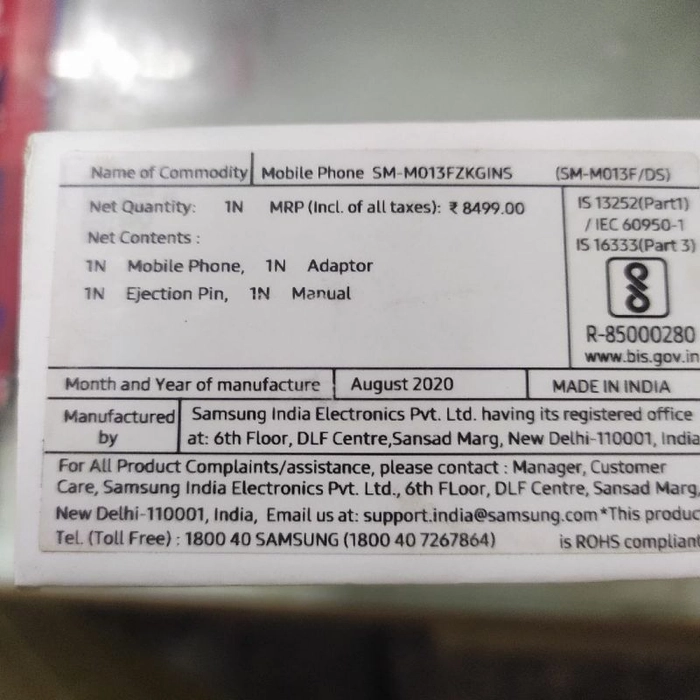 Name of Commodity Mobile Phone SM-M013FZKGINS (SM-M013F/DS)
Net Quantity: 1N MRP (Incl. of all taxes): ₹ 8499.00
Net Contents :
1N Mobile Phone, 1N Adaptor
1N Ejection Pin, 1N Manual
IS 13252(Part1)
/ IEC 60950-1
IS 16333(Part 3)
R-85000280
www.bis.gov.in
Month and Year of manufacture August 2020 MADE IN INDIA
Manufactured by
Samsung India Electronics Pvt. Ltd. having its registered office
at: 6th Floor, DLF Centre,Sansad Marg, New Delhi-110001, India
For All Product Complaints/assistance, please contact : Manager, Customer
Care, Samsung India Electronics Pvt. Ltd., 6th FLoor, DLF Centre, Sansad Marg,
New Delhi-110001, India, Email us at: support.india@samsung.com *This produc
Tel. (Toll Free) : 1800 40 SAMSUNG (1800 40 7267864) is ROHS compliant